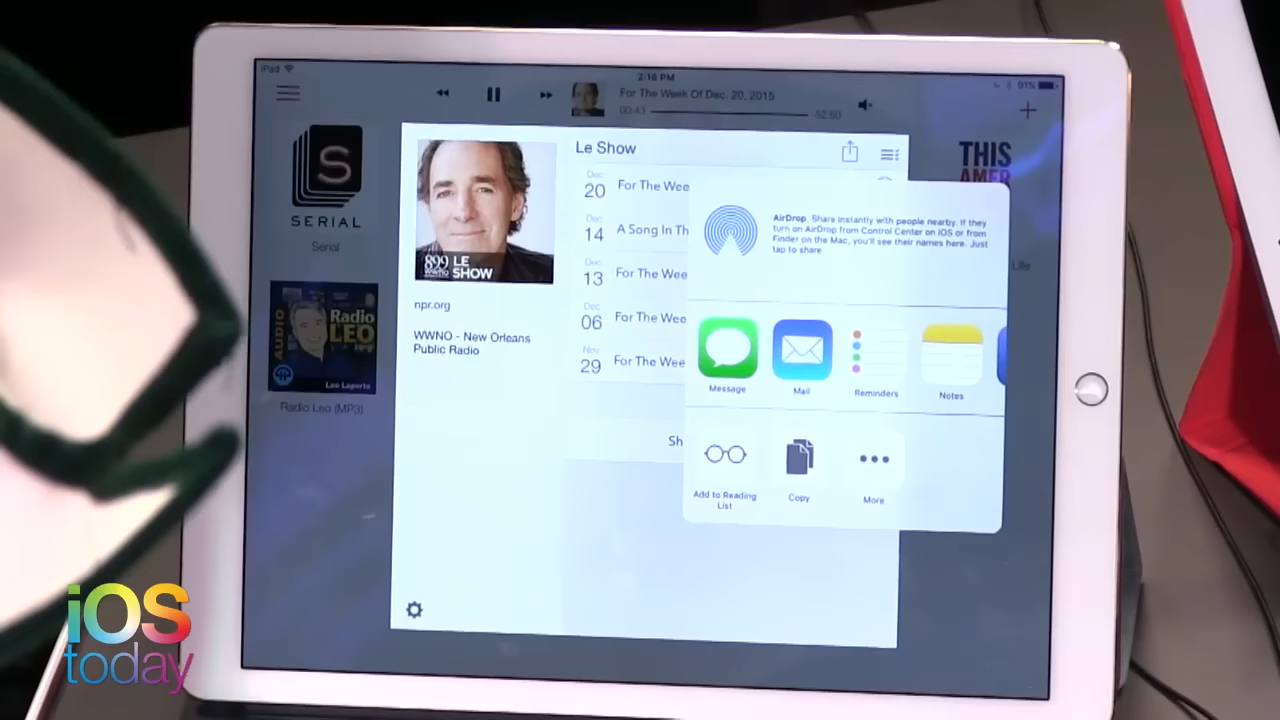 iPad
2:16 PM
91%
For The Week Of Dec. 20, 2015
00:43
-52:50
S
SERIAL
Serial
AUDIO
Radio
LEO
Leo Laporte
Radio Leo (MP3)
899
WWNO
LE
SHOW
npr.org
WWNO - New Orleans
Public Radio
Le Show
Dec
20
For The Wee
Dec
14
A Song In Th
Dec
13
For The Wee
Dec
06
For The Wee
Nov
29
For The Wee
Sh
THIS
AMER
Life
AirDrop. Share instantly with people nearby. If they
turn on AirDrop from Control Center on iOS or from
Finder on the Mac, you'll see their names here. Just
tap to share.
Message
Mail
Reminders
Notes
Add to Reading
List
Copy
More
iOS
today